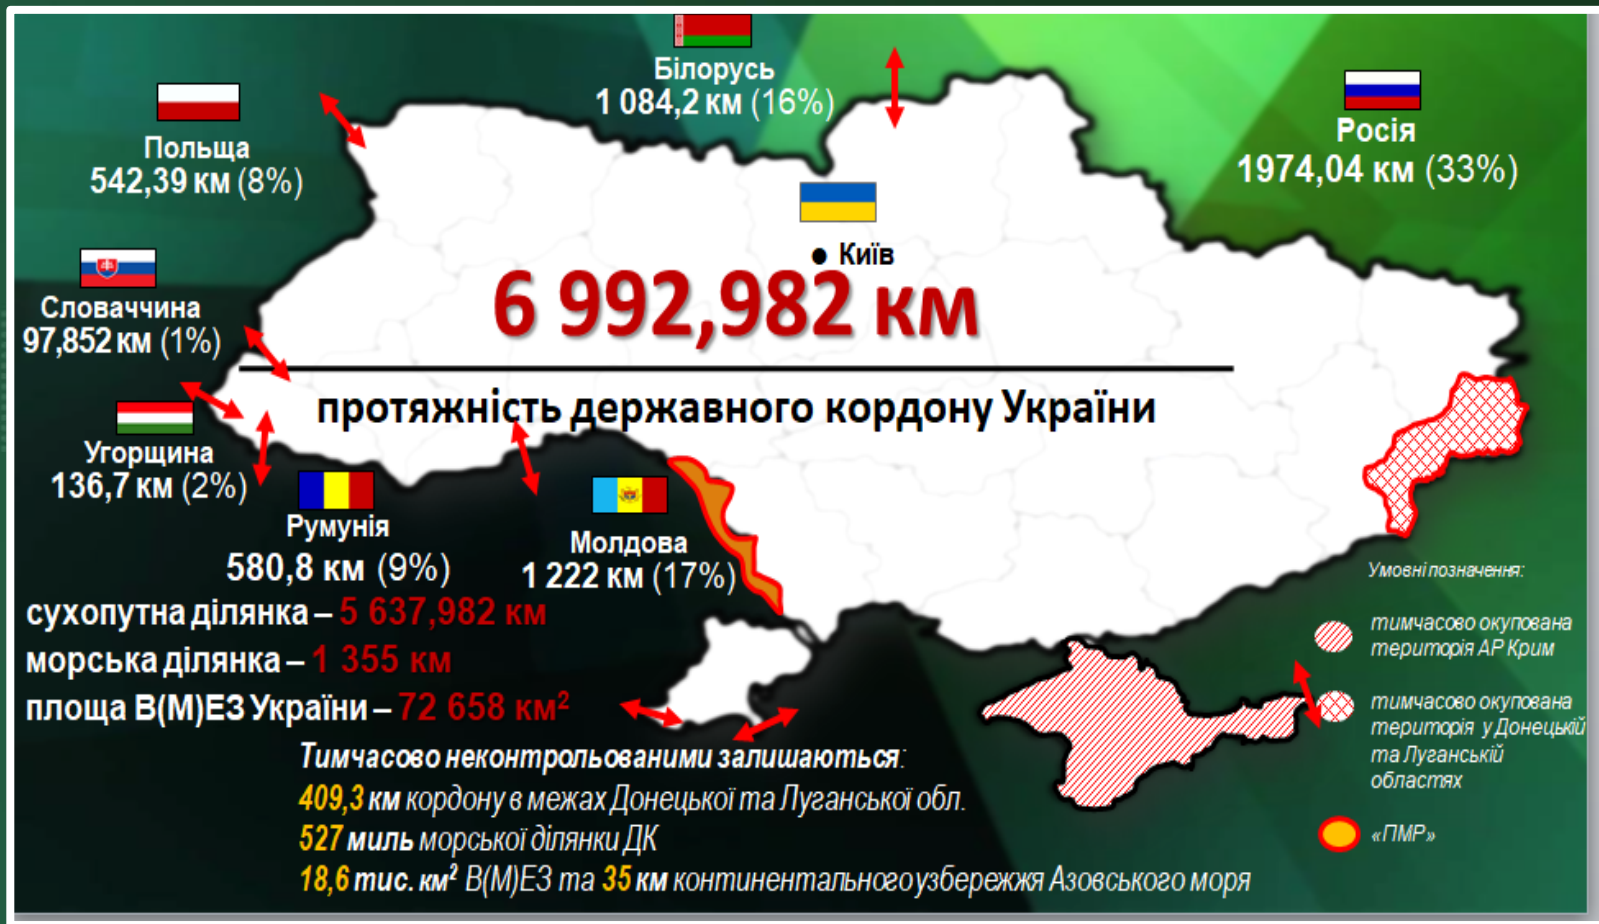 Білорусь
1 084,2 км (16%)
Польща
542,39 км (8%)
Росія
1974,04 км (33%)
Київ
6 992,982 км
протяжність державного кордону України
Словаччина
97,852 км (1%)
Угорщина
136,7 км (2%)
Румунія
580,8 км (9%)
Молдова
1 222 км (17%)
сухопутна ділянка – 5 637,982 км
морська ділянка – 1 355 км
площа В(М)ЕЗ України – 72 658 км²
Тимчасово неконтрольованими залишаються:
409,3 км кордону в межах Донецької та Луганської обл.
527 миль морської ділянки ДК
18,6 тис. км² В(М)ЕЗ та 35 км континентального узбережжя Азовського моря
Умовні позначення:
тимчасово окупована
територія АР Крим
тимчасово окупована
територія у Донецькій
та Луганській
областях
«ПМР»